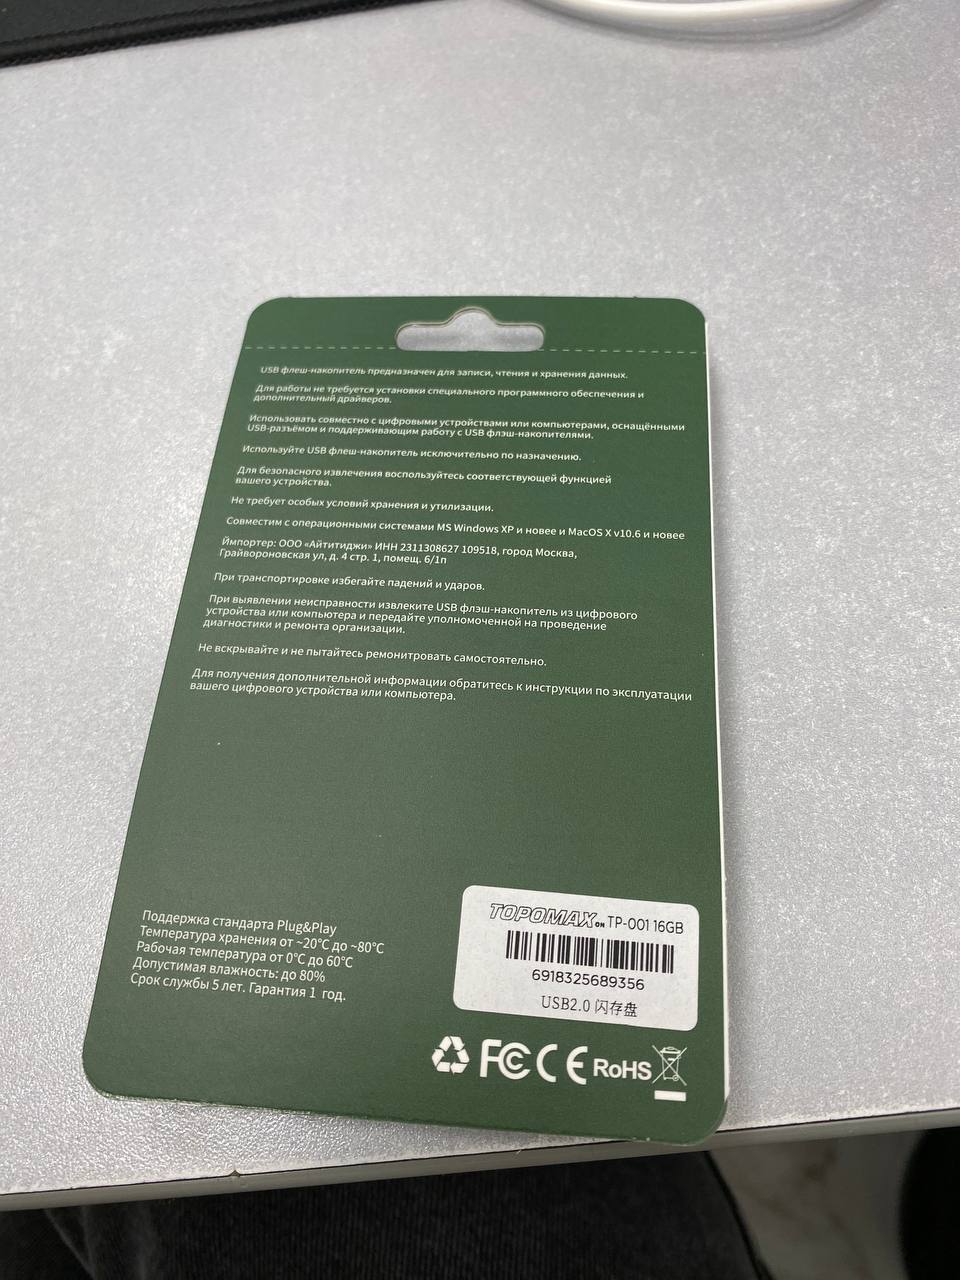 USB флеш-накопитель предназначен для записи, чтения и хранения данных.
Для работы не требуется установки специального программного обеспечения и
дополнительный драйверов.
Использовать совместно с цифровыми устройствами или компьютерами, оснащёнными
USB-разъёмом и поддерживающим работу с USB флэш-накопителями.
Используйте USB флеш-накопитель исключительно по назначению.
Для безопасного извлечения воспользуйтесь соответствующей функцией
вашего устройства.
Не требует особых условий хранения и утилизации.
Совместим с операционными системами MS Windows XP и новее и MacOS X v10.6 и новее
Ймпортер: ООО «Айтитиджи» ИНН 2311308627 109518, город Москва,
Грайвороновская ул, д. 4 стр. 1, помещ. 6/1п
При транспортировке избегайте падений и ударов.
При выявлении неисправности извлеките USB флэш-накопитель из цифрового
устройства или компьютера и передайте уполномоченной на проведение
диагностики и ремонта организации.
Не вскрывайте и не пытайтесь ремонитровать самостоятельно.
Для получения дополнительной информации обратитесь к инструкции по эксплуатации
вашего цифрового устройства или компьютера.
Поддержка стандарта Plug&Play
Температура хранения от ~20°C до ~80°C
Рабочая температура от 0°C до 60°C
Допустимая влажность: до 80%
Срок службы 5 лет. Гарантия 1 год.
TOPOMAX TP-001 16GB
6918325689356
USB2.0 闪存盘
FC CE RoHS